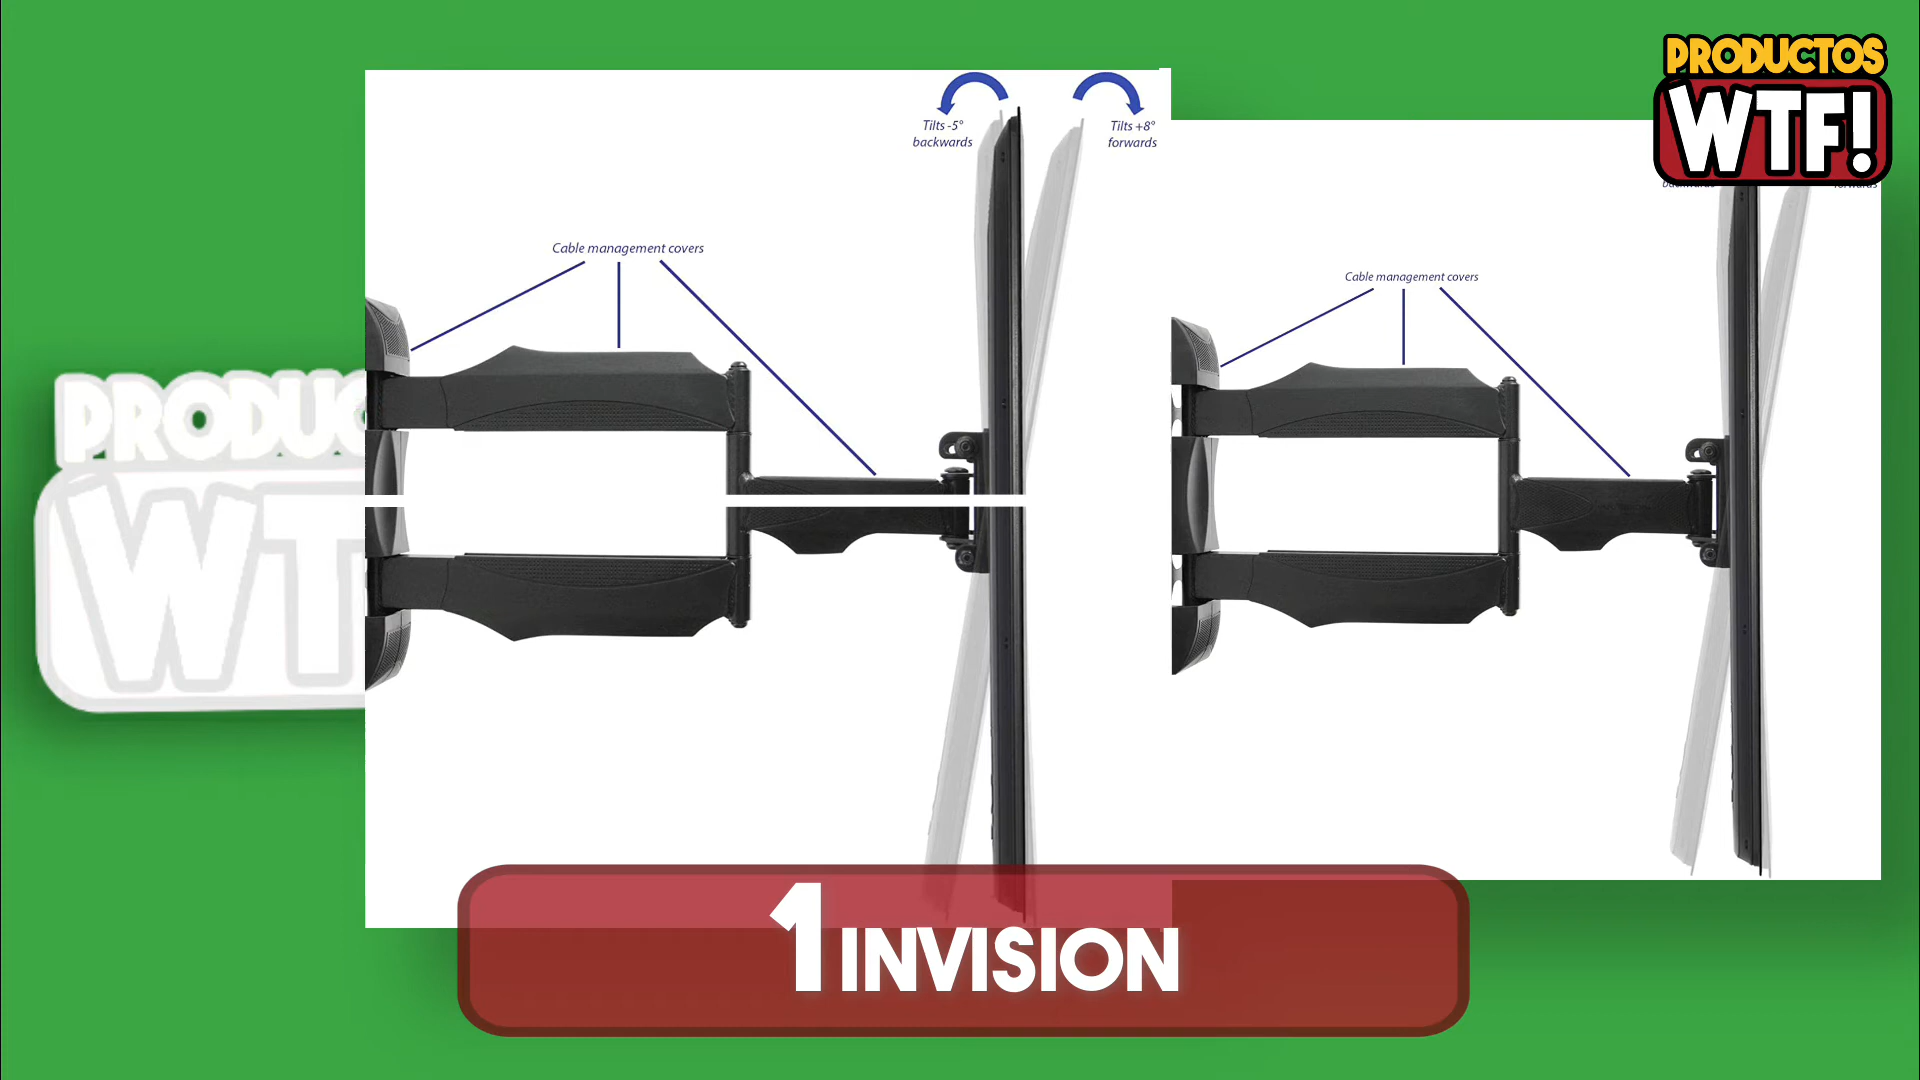 PRODUCTOS
WTF!
Tilts -5°
backwards
Tilts +8°
forwards
Cable management covers
Cable management covers
1 INVISION